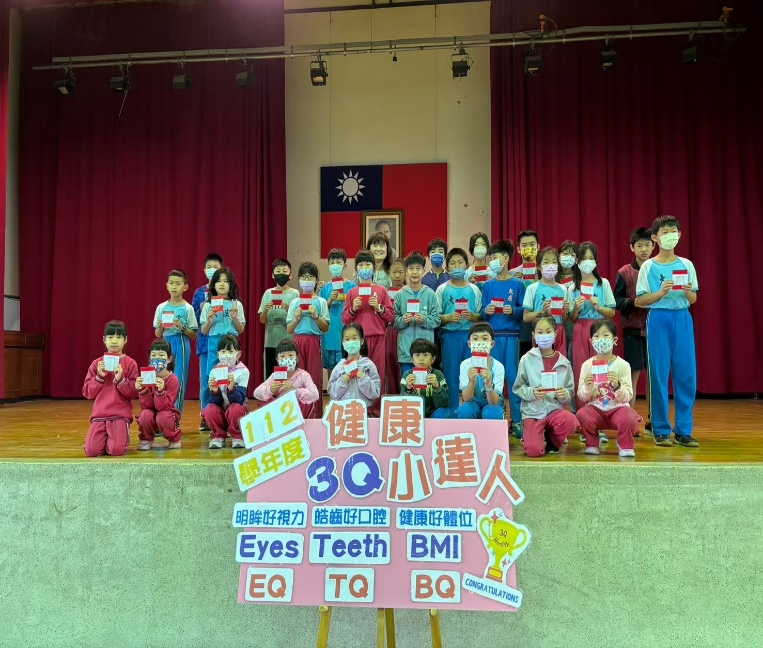 112
學年度
健康
3Q小達人
明眸好視力 皓齒好口腔 健康好體位
Eyes Teeth BMI
EQ TQ BQ
3Q
CONGRATULATIONS